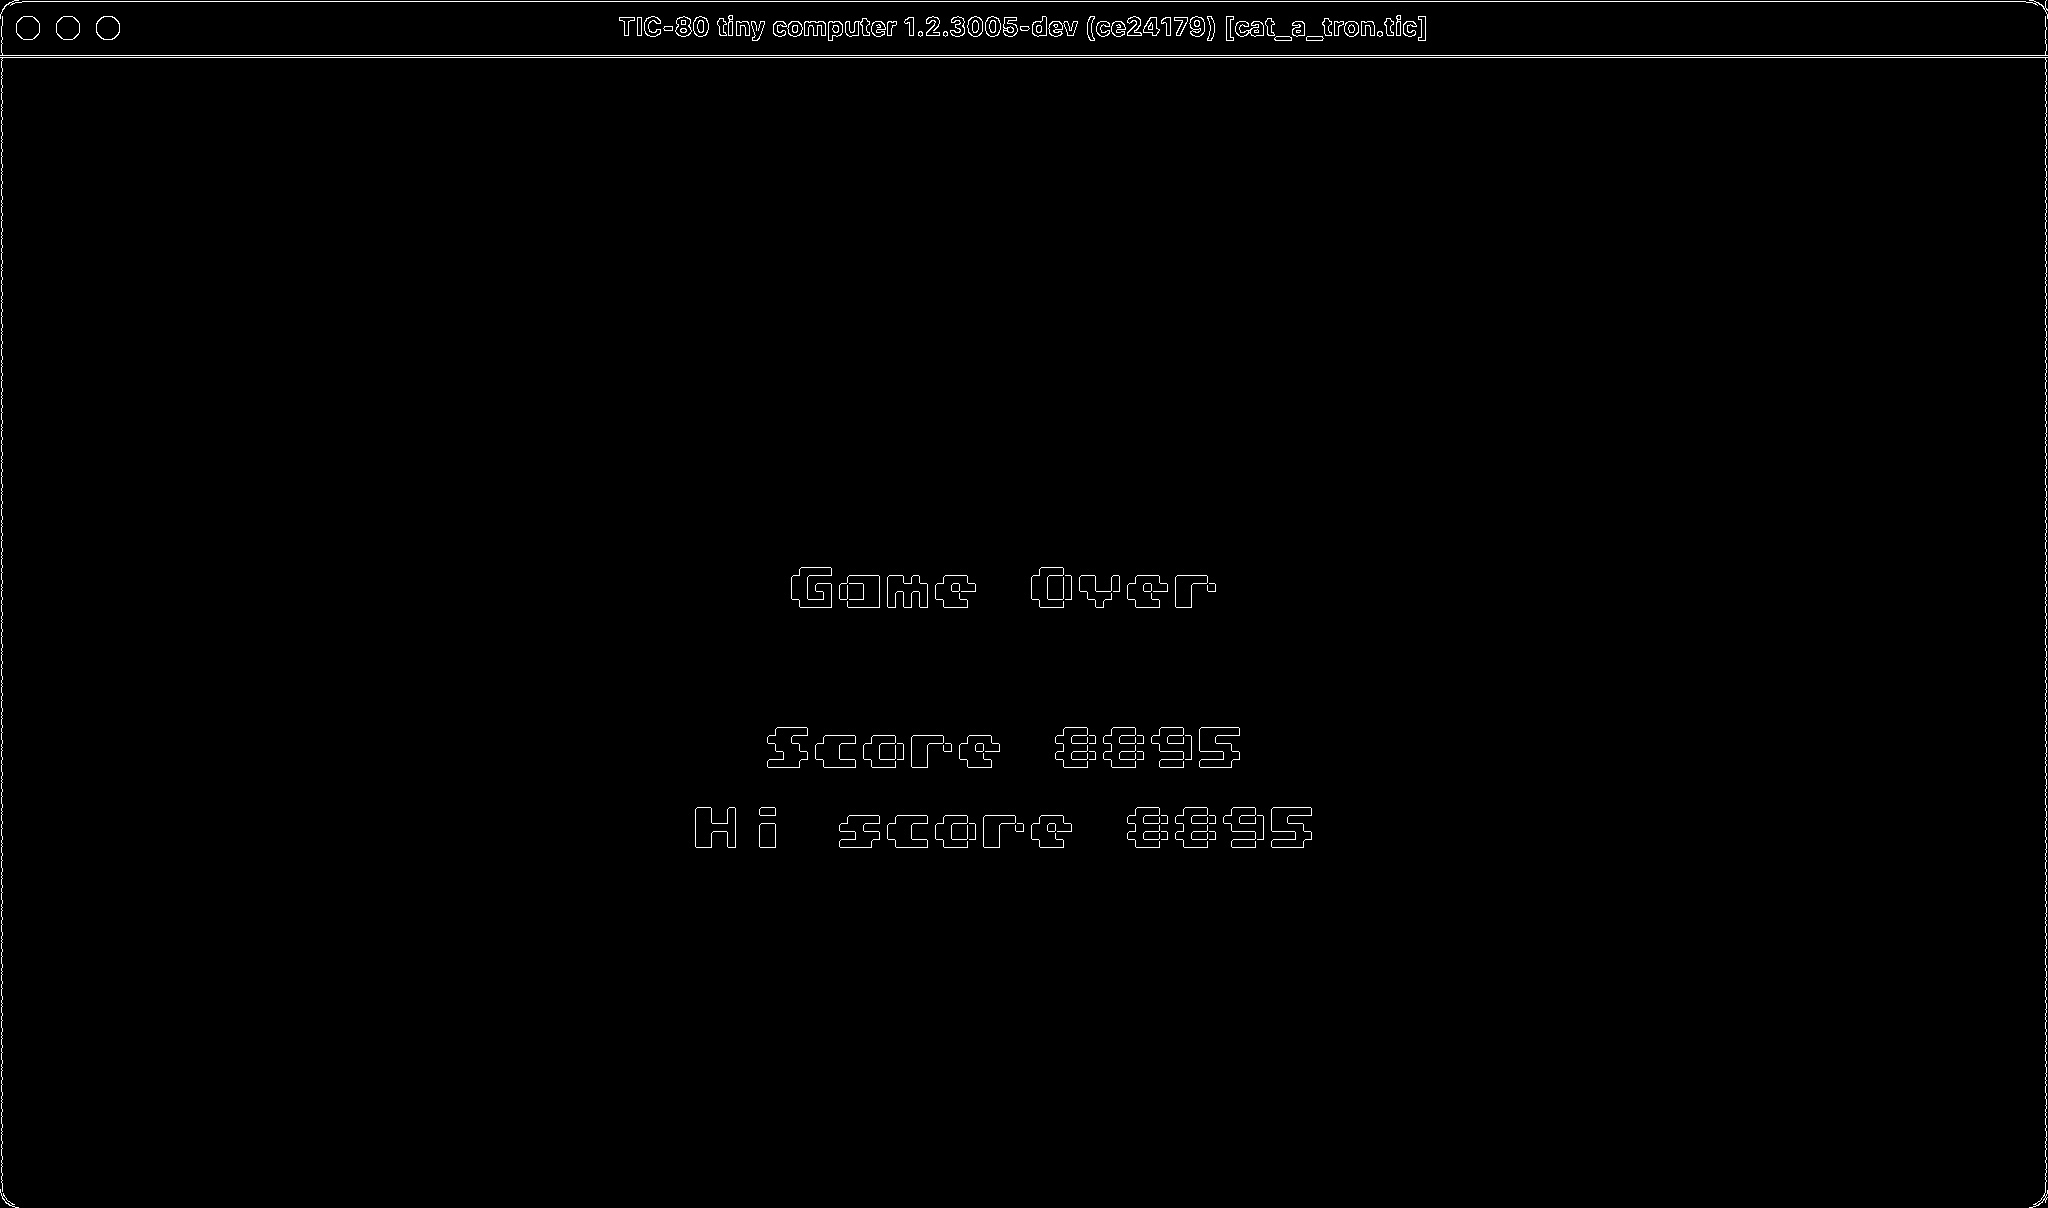 TIC-80 tiny computer 1.2.3005-dev (ce24179) [cat_a_tron.tic]
Game Over
Score 8895
Hi score 8895